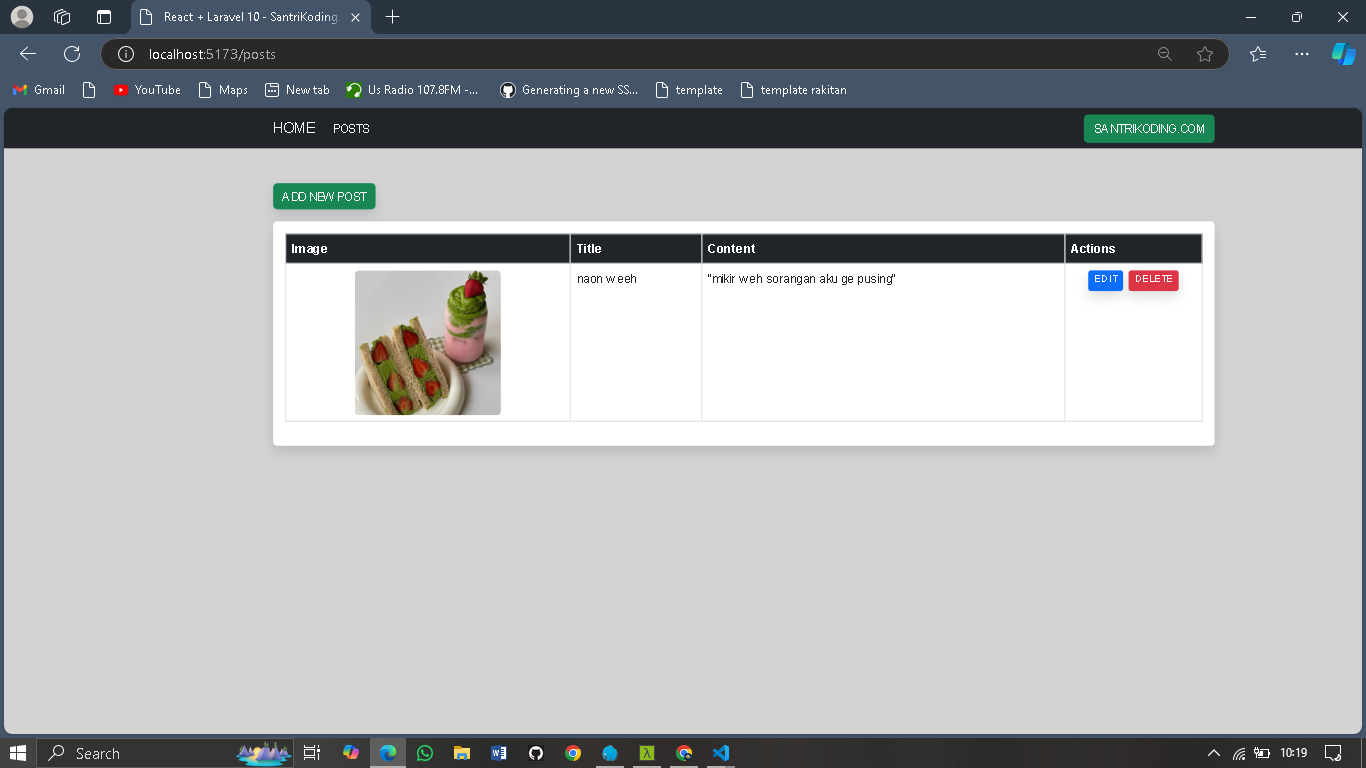 React + Laravel 10 - SantriKoding.
localhost:5173/posts
Gmail YouTube Maps New tab Us Radio 107.8FM -... Generating a new SS... template template rakitan
HOME POSTS SANTRIKODING.COM
ADD NEW POST
Image Title Content Actions
naon weeh "mikir weh sorangan aku ge pusing" EDIT DELETE
Search 10:19